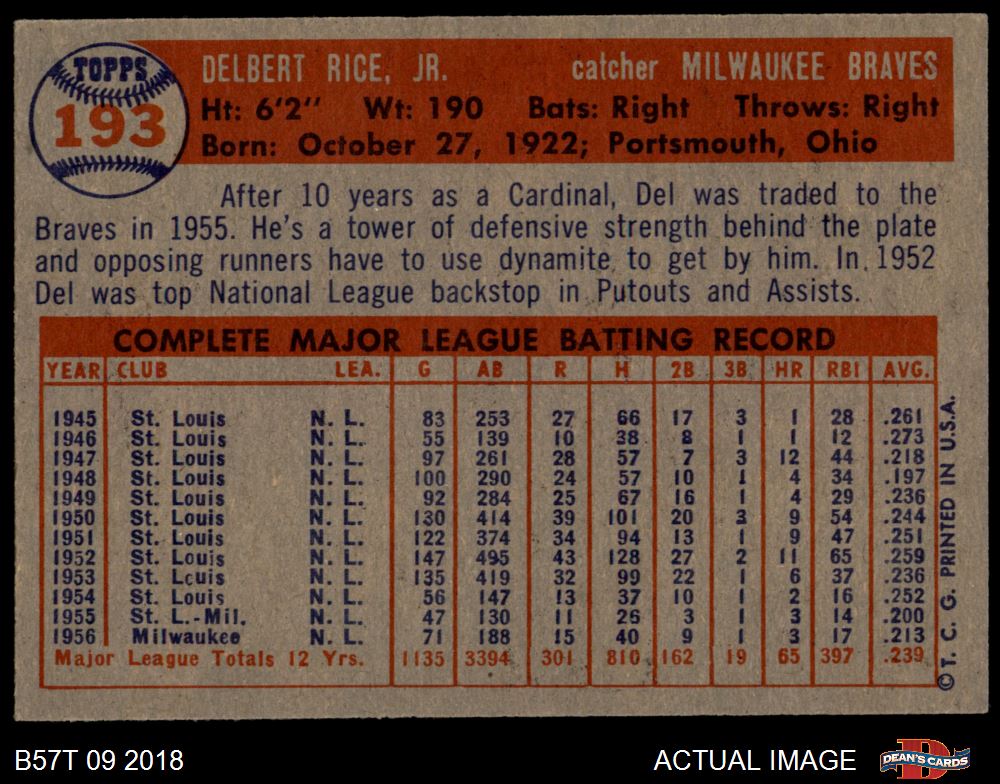 TOPPS
193
DELBERT RICE, JR. catcher MILWAUKEE BRAVES
Ht: 6'2" Wt: 190 Bats: Right Throws: Right
Born: October 27, 1922; Portsmouth, Ohio
After 10 years as a Cardinal, Del was traded to the
Braves in 1955. He's a tower of defensive strength behind the plate
and opposing runners have to use dynamite to get by him. In 1952
Del was top National League backstop in Putouts and Assists.
COMPLETE MAJOR LEAGUE BATTING RECORD
YEAR CLUB LEA. G AB R H 2B 3B HR RBI AVG.
1945 St. Louis N. L. 83 253 27 66 17 3 1 28 .261
1946 St. Louis N. L. 55 139 10 38 8 1 1 12 .273
1947 St. Louis N. L. 97 261 28 57 7 3 12 44 .218
1948 St. Louis N. L. 100 290 24 57 10 1 4 34 .197
1949 St. Louis N. L. 92 284 25 67 16 1 4 29 .236
1950 St. Louis N. L. 130 414 39 101 20 3 9 54 .244
1951 St. Louis N. L. 122 374 34 94 13 1 9 47 .251
1952 St. Louis N. L. 147 495 43 128 27 2 11 65 .259
1953 St. Louis N. L. 135 419 32 99 22 1 6 37 .236
1954 St. Louis N. L. 56 147 13 37 10 1 2 16 .252
1955 St. L.-Mil. N. L. 47 130 11 26 3 1 3 14 .200
1956 Milwaukee N. L. 71 188 15 40 9 1 3 17 .213
Major League Totals 12 Yrs. 1135 3394 301 810 162 19 65 397 .239
©T. C. G. PRINTED IN U.S.A.
B57T 09 2018 ACTUAL IMAGE DEAN'S CARDS